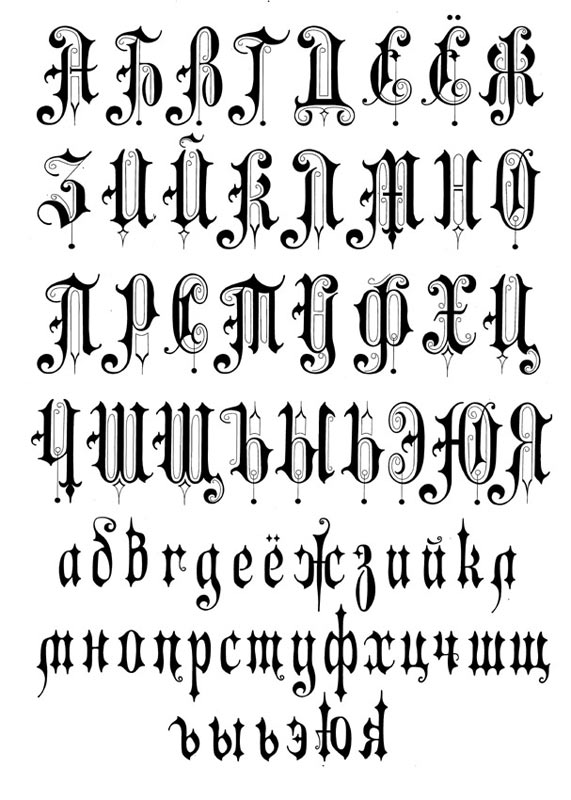 АБВГДЕЁЖ
ЗИЙКЛМНО
ПРСТУФХЦ
ЧШЩЪЫЬЭЮЯ
абвгдеёжзийкл
мнопрстуфхцчшщ
ъыьэюя